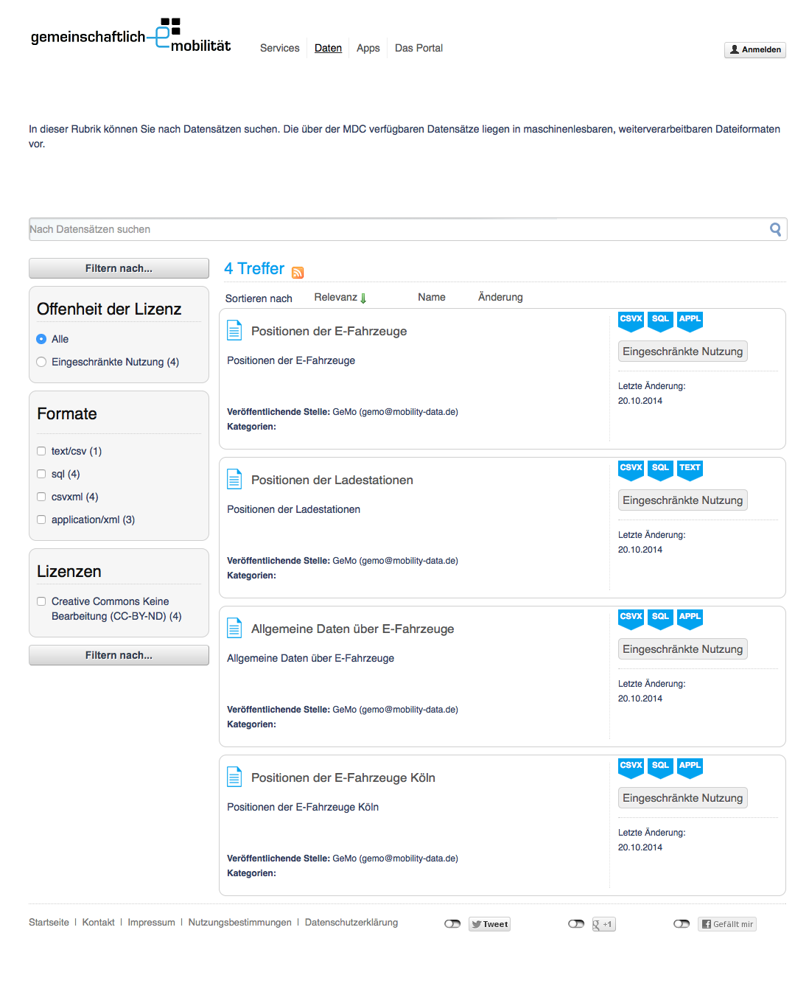 gemeinschaftlich e mobilität
Services Daten Apps Das Portal
Anmelden
In dieser Rubrik können Sie nach Datensätzen suchen. Die über der MDC verfügbaren Datensätze liegen in maschinenlesbaren, weiterverarbeitbaren Dateiformaten
vor.
Nach Datensätzen suchen
Filtern nach...
Offenheit der Lizenz
Alle
Eingeschränkte Nutzung (4)
Formate
text/csv (1)
sql (4)
csvxml (4)
application/xml (3)
Lizenzen
Creative Commons Keine
Bearbeitung (CC-BY-ND) (4)
Filtern nach...
4 Treffer
Sortieren nach Relevanz Name Änderung
Positionen der E-Fahrzeuge
Positionen der E-Fahrzeuge
Veröffentlichende Stelle: GeMo (gemo@mobility-data.de)
Kategorien:
CSVX SQL APPL
Eingeschränkte Nutzung
Letzte Änderung:
20.10.2014
Positionen der Ladestationen
Positionen der Ladestationen
Veröffentlichende Stelle: GeMo (gemo@mobility-data.de)
Kategorien:
CSVX SQL TEXT
Eingeschränkte Nutzung
Letzte Änderung:
20.10.2014
Allgemeine Daten über E-Fahrzeuge
Allgemeine Daten über E-Fahrzeuge
Veröffentlichende Stelle: GeMo (gemo@mobility-data.de)
Kategorien:
CSVX SQL APPL
Eingeschränkte Nutzung
Letzte Änderung:
20.10.2014
Positionen der E-Fahrzeuge Köln
Positionen der E-Fahrzeuge Köln
Veröffentlichende Stelle: GeMo (gemo@mobility-data.de)
Kategorien:
CSVX SQL APPL
Eingeschränkte Nutzung
Letzte Änderung:
20.10.2014
Startseite | Kontakt | Impressum | Nutzungsbestimmungen | Datenschutzerklärung
Tweet
g +1
f Gefällt mir